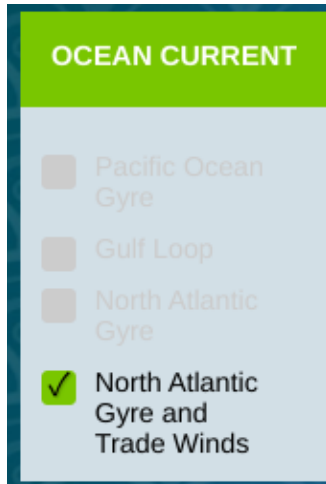 OCEAN CURRENT
Pacific Ocean
Gyre
Gulf Loop
North Atlantic
Gyre
North Atlantic
Gyre and
Trade Winds